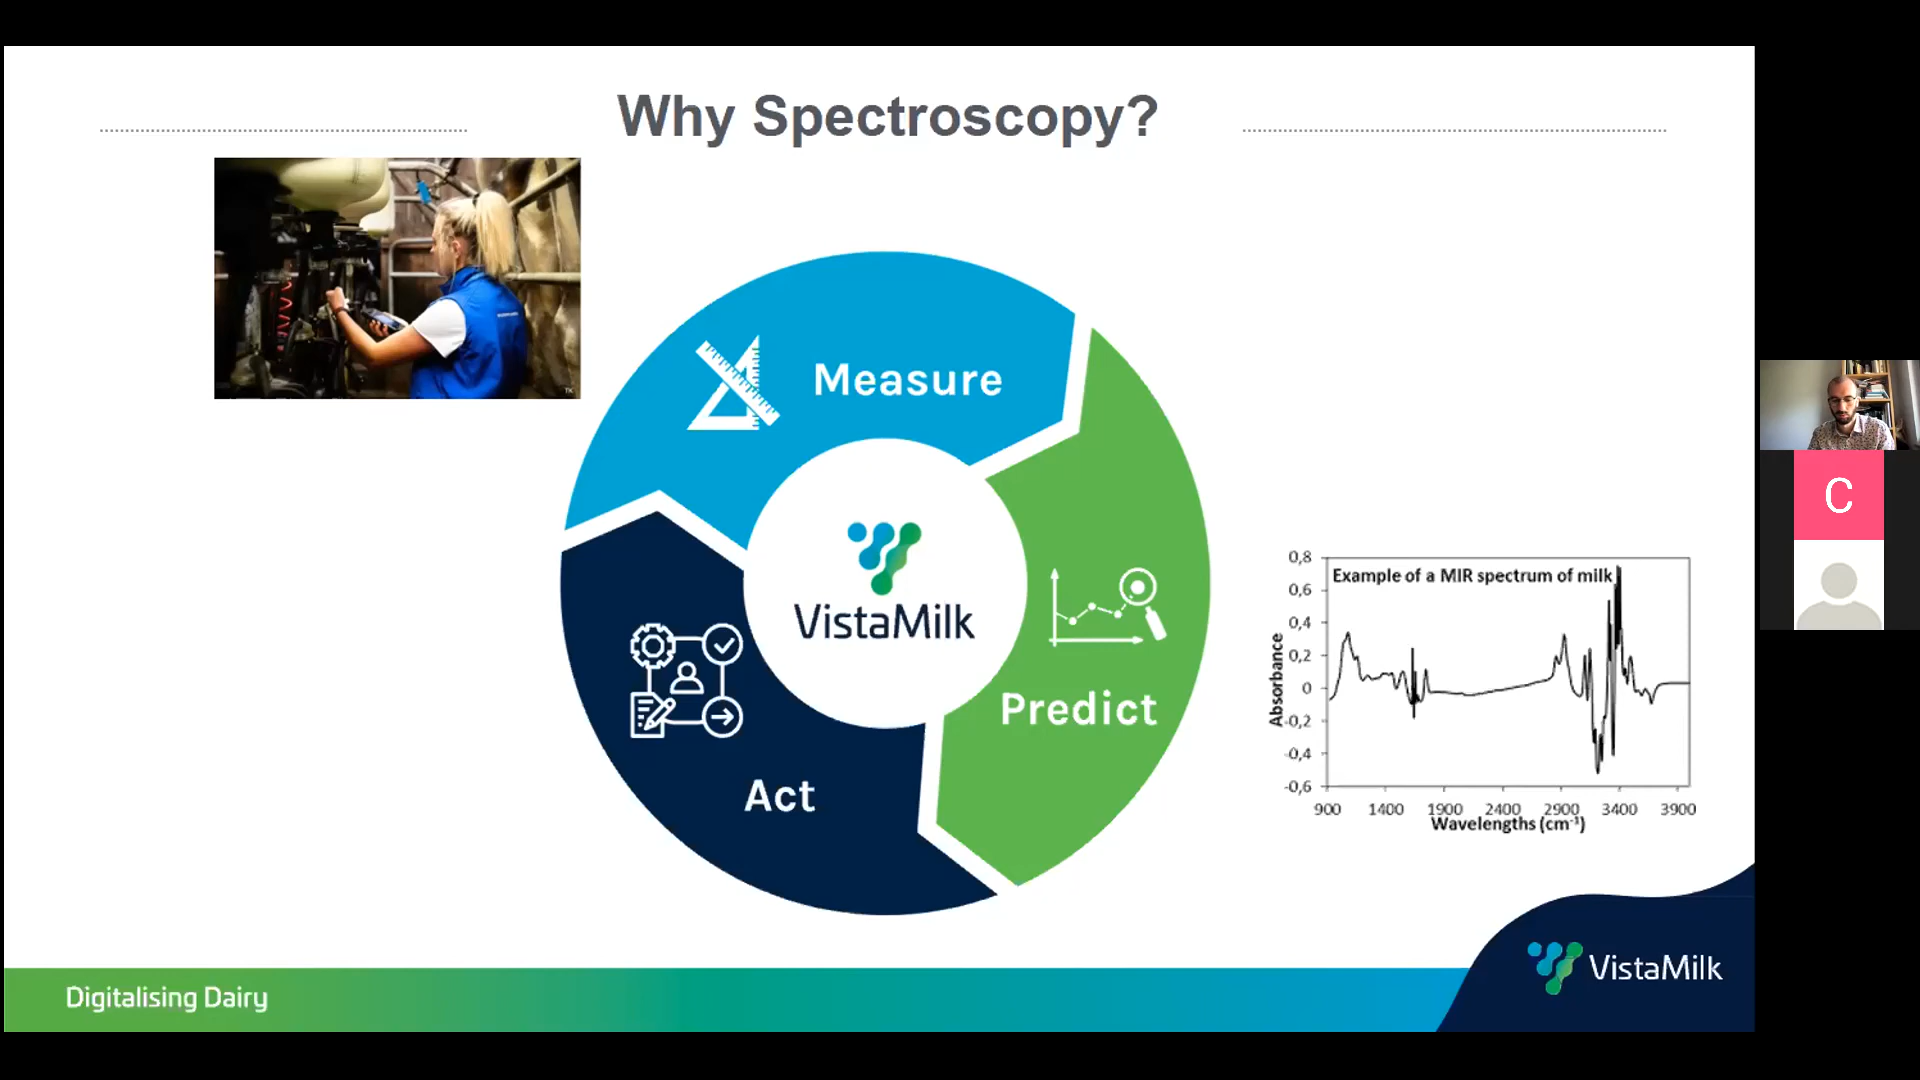 Why Spectroscopy?
Measure
VistaMilk
Predict
Act
Example of a MIR spectrum of milk
Absorbance
0,8
0,6
0,4
0,2
0
-0,2
-0,4
-0,6
900 1400 1900 2400 2900 3400 3900
Wavelengths (cm⁻¹)
C
Digitalising Dairy
VistaMilk